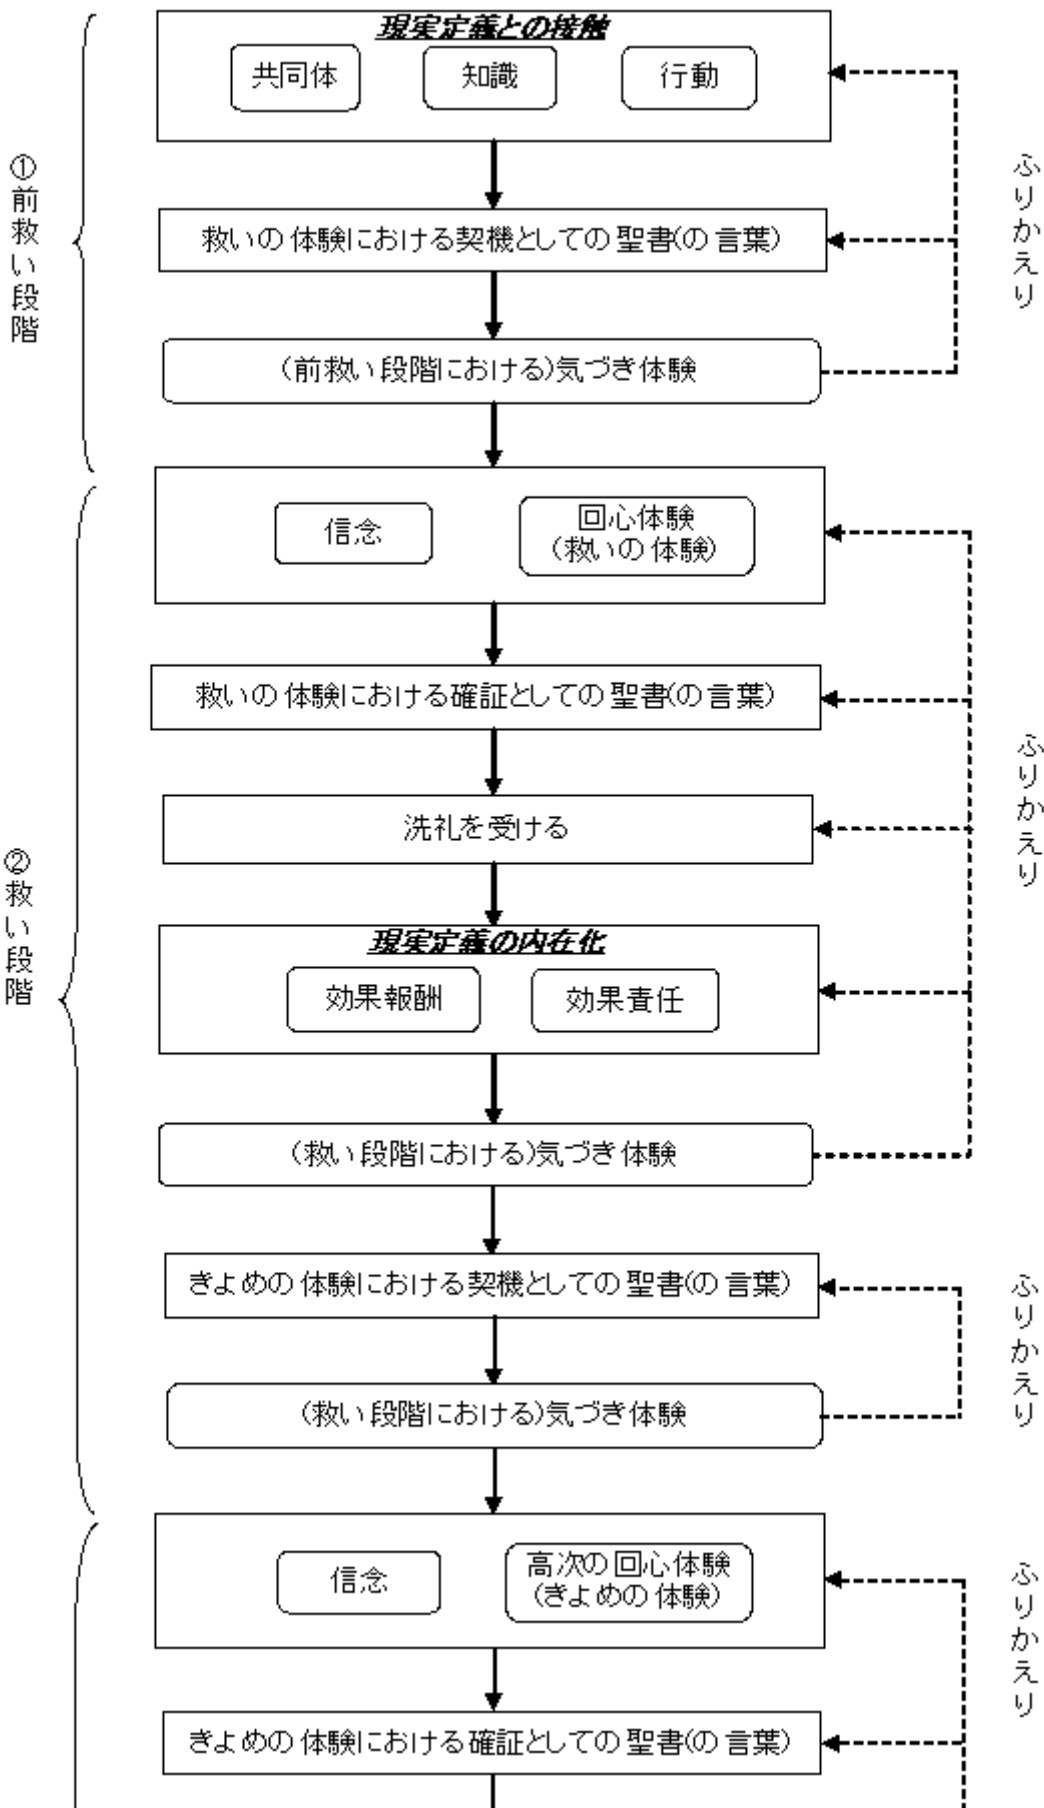 現実定義との接触
共同体
知識
行動
①前救い段階
ふりかえり
救いの体験における契機としての聖書(の言葉)
(前救い段階における)気づき体験
信念
回心体験
(救いの体験)
救いの体験における確証としての聖書(の言葉)
洗礼を受ける
ふりかえり
②救い段階
現実定義の内在化
効果報酬
効果責任
(救い段階における)気づき体験
きよめの体験における契機としての聖書(の言葉)
ふりかえり
(救い段階における)気づき体験
信念
高次の回心体験
(きよめの体験)
ふりかえり
きよめの体験における確証としての聖書(の言葉)